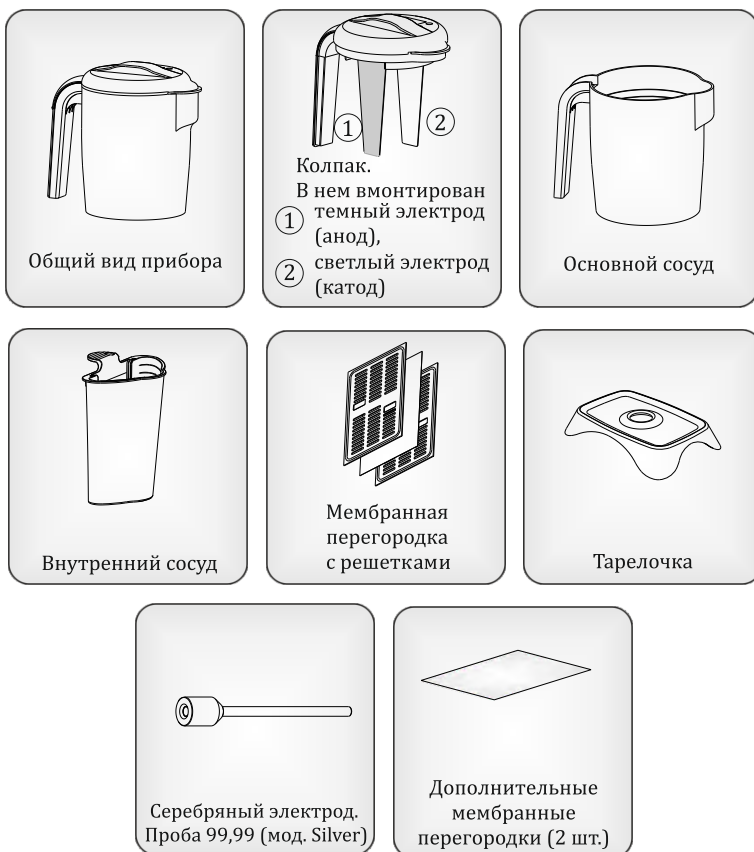 Общий вид прибора
1
2
Колпак.
В нем вмонтирован
1 темный электрод
(анод),
2 светлый электрод
(катод)
Основной сосуд
Внутренний сосуд
Мембранная
перегородка
с решетками
Тарелочка
Серебряный электрод.
Проба 99,99 (мод. Silver)
Дополнительные
мембранные
перегородки (2 шт.)